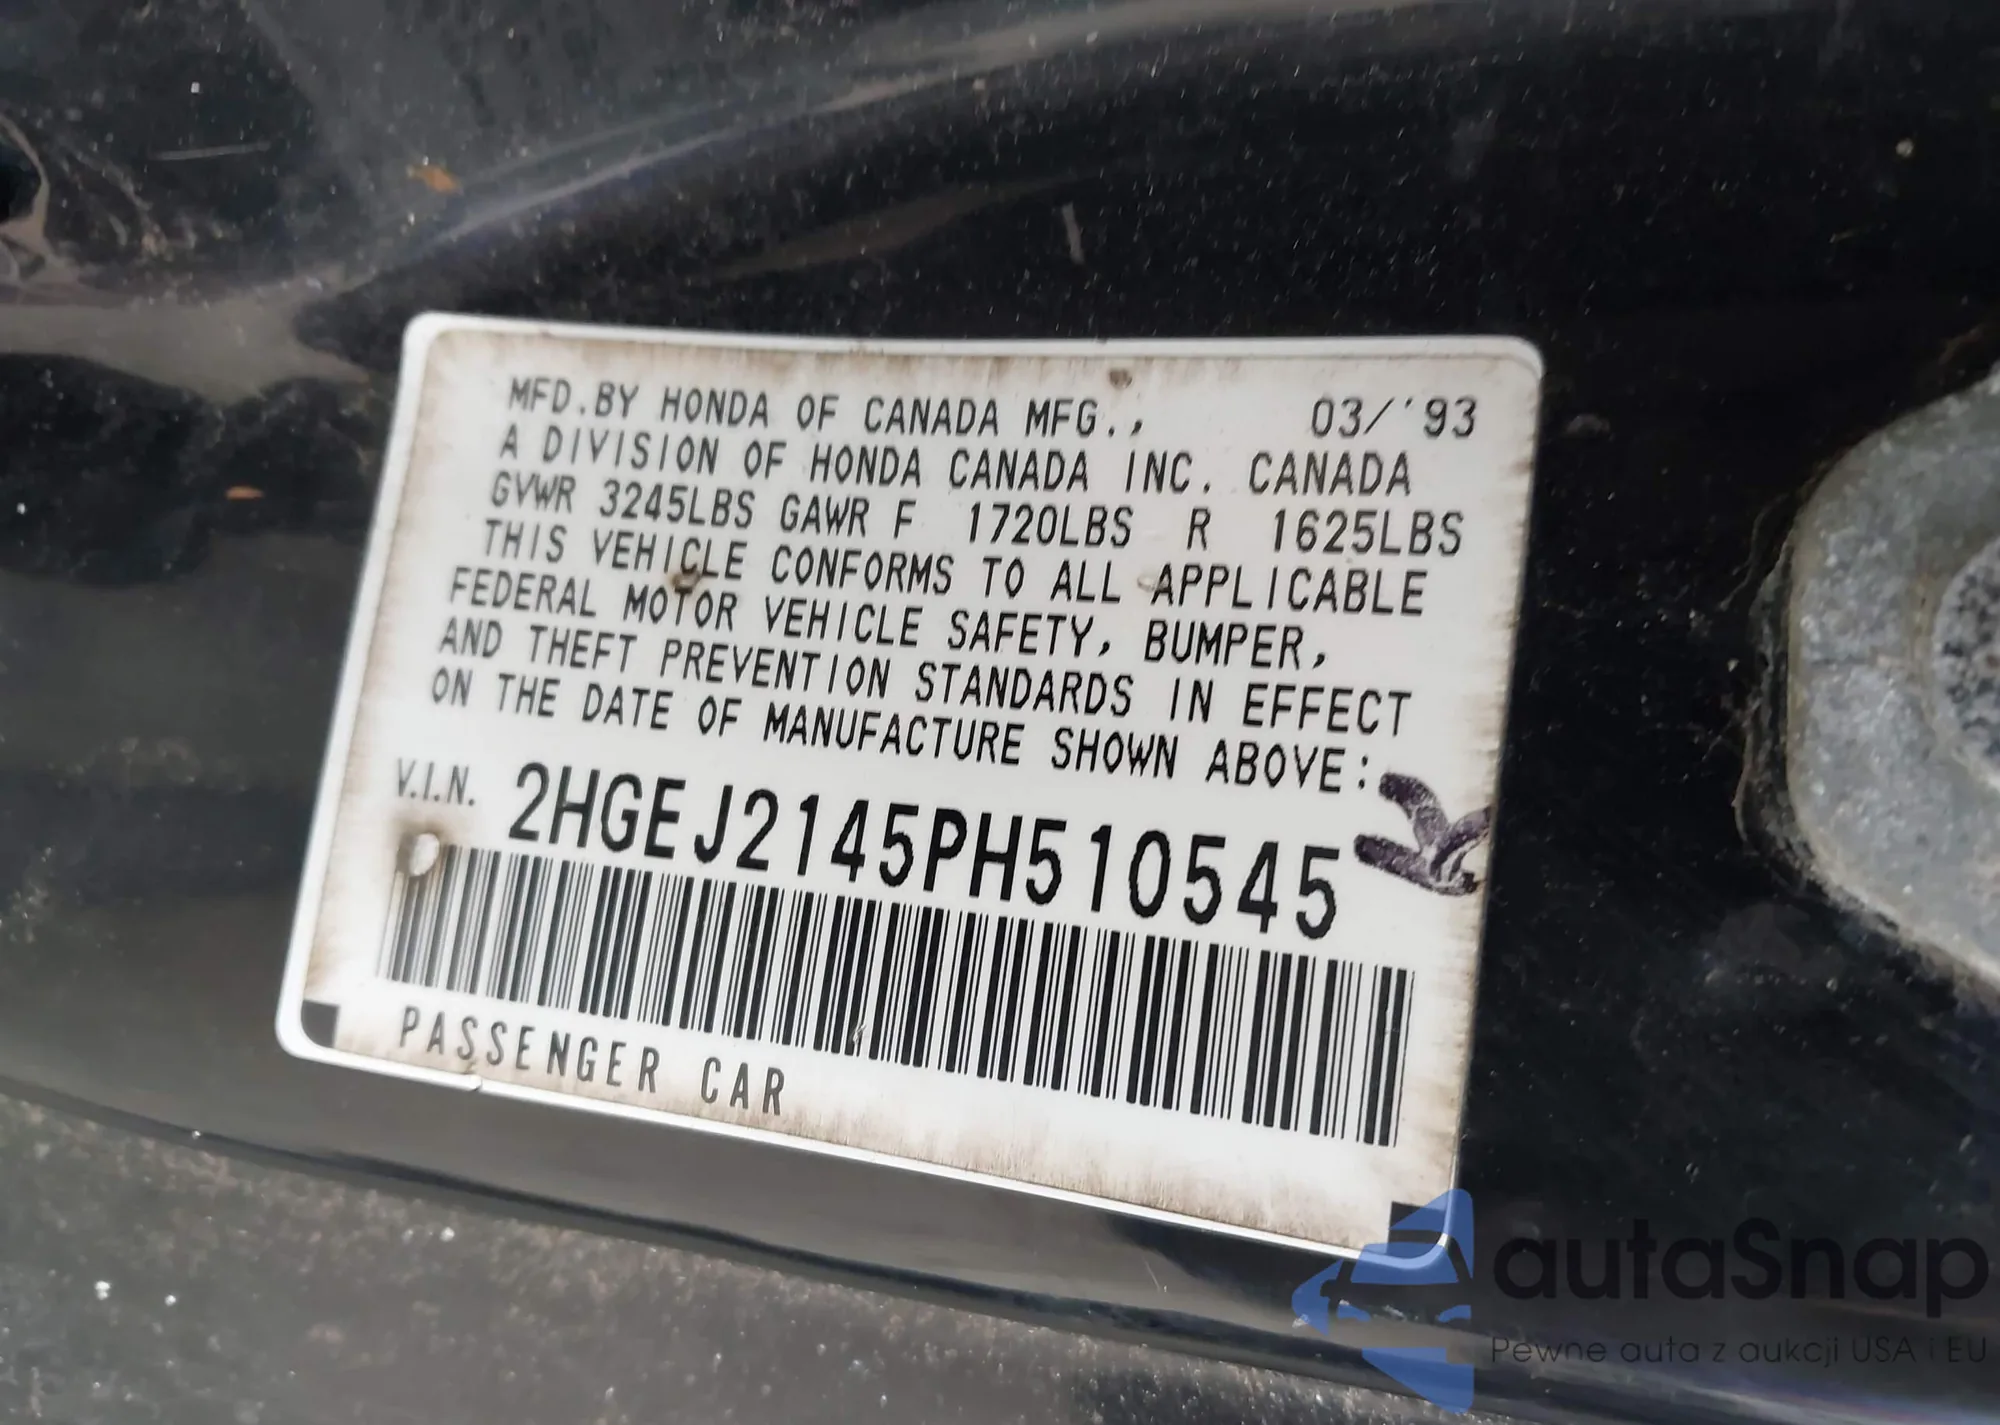 MFD.BY HONDA OF CANADA MFG., 03/'93
A DIVISION OF HONDA CANADA INC. CANADA
GVWR 3245LBS GAWR F 1720LBS R 1625LBS
THIS VEHICLE CONFORMS TO ALL APPLICABLE
FEDERAL MOTOR VEHICLE SAFETY, BUMPER,
AND THEFT PREVENTION STANDARDS IN EFFECT
ON THE DATE OF MANUFACTURE SHOWN ABOVE:
V.I.N. 2HGEJ2145PH510545
PASSENGER CAR
autaSnap
Pewne auta z aukcji USA i EU